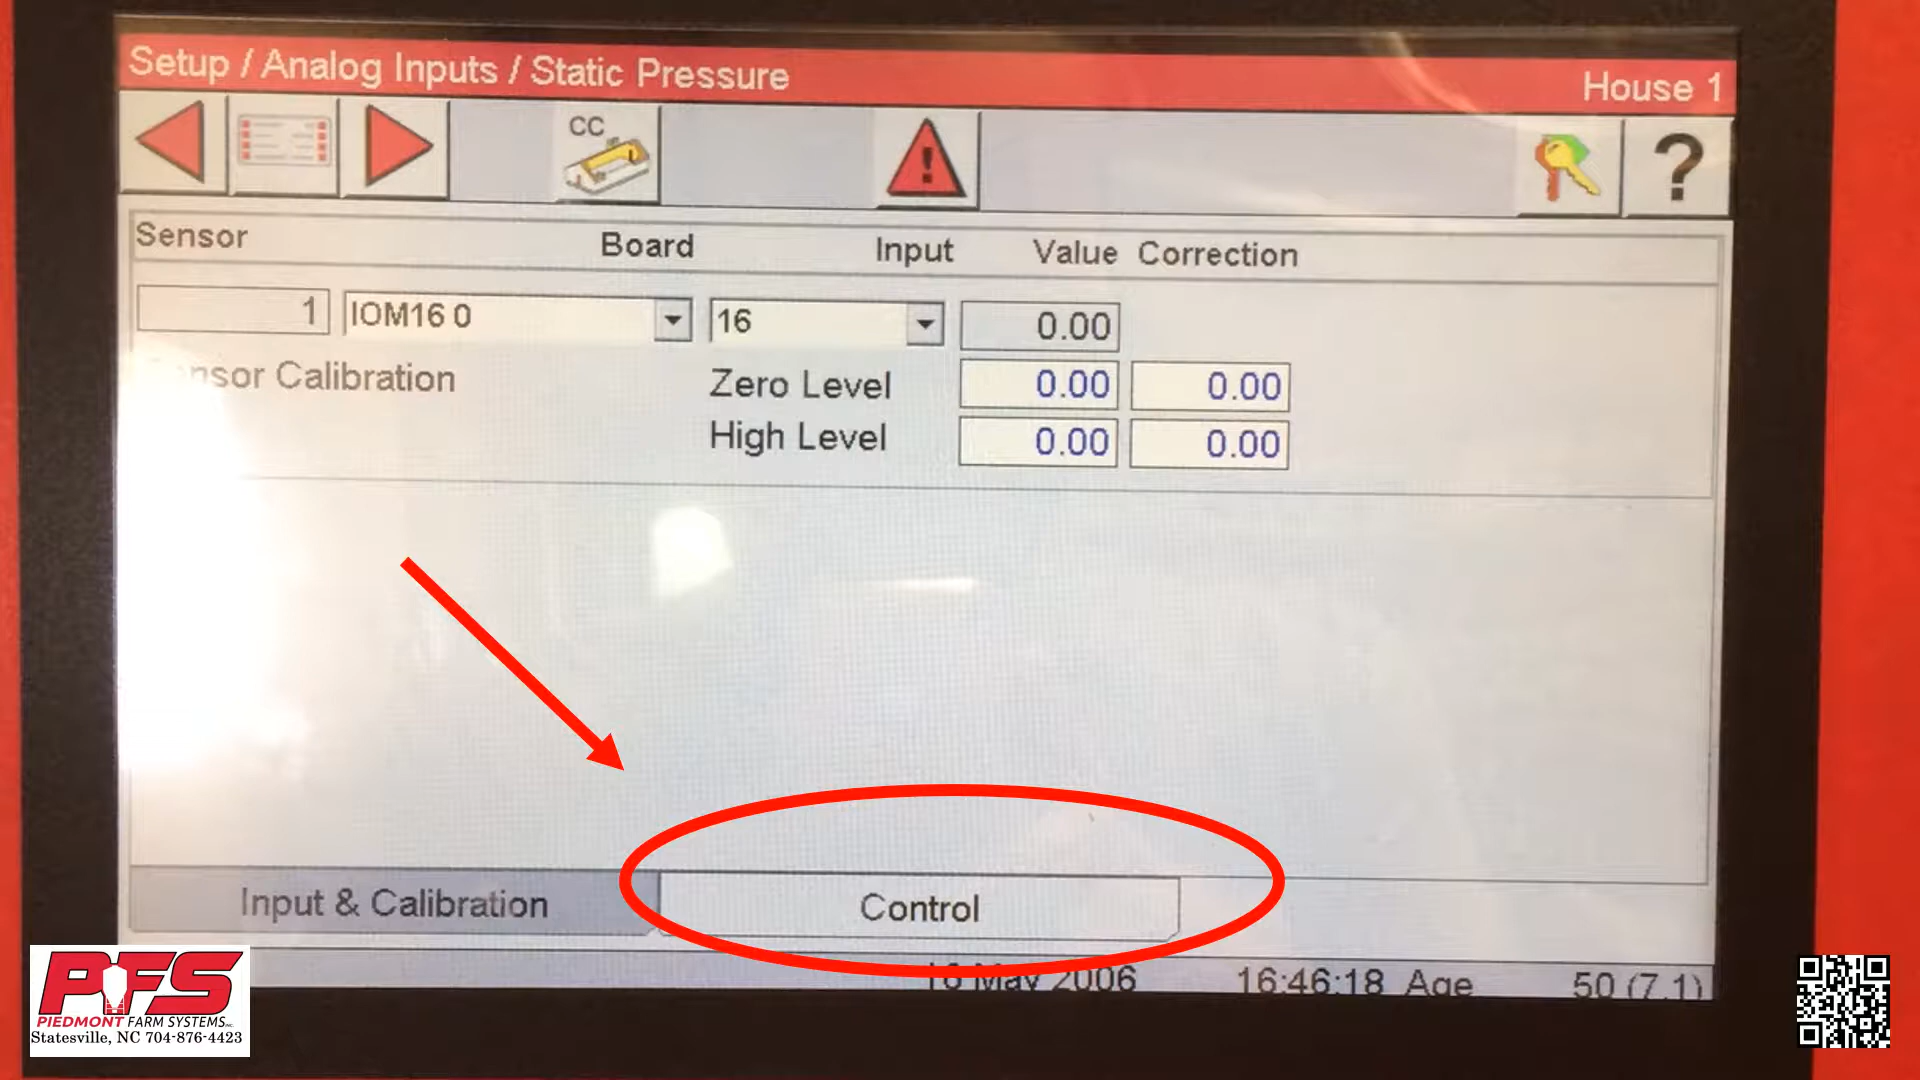 Setup / Analog Inputs / Static Pressure House 1
CC
?
Sensor Board Input Value Correction
1 IOM16 0 16 0.00
Sensor Calibration Zero Level 0.00 0.00
High Level 0.00 0.00
Input & Calibration Control
May 2006 16:46:18 Age 50 (7.1)
PFS
PIEDMONT FARM SYSTEMS
Statesville, NC 704-876-4423